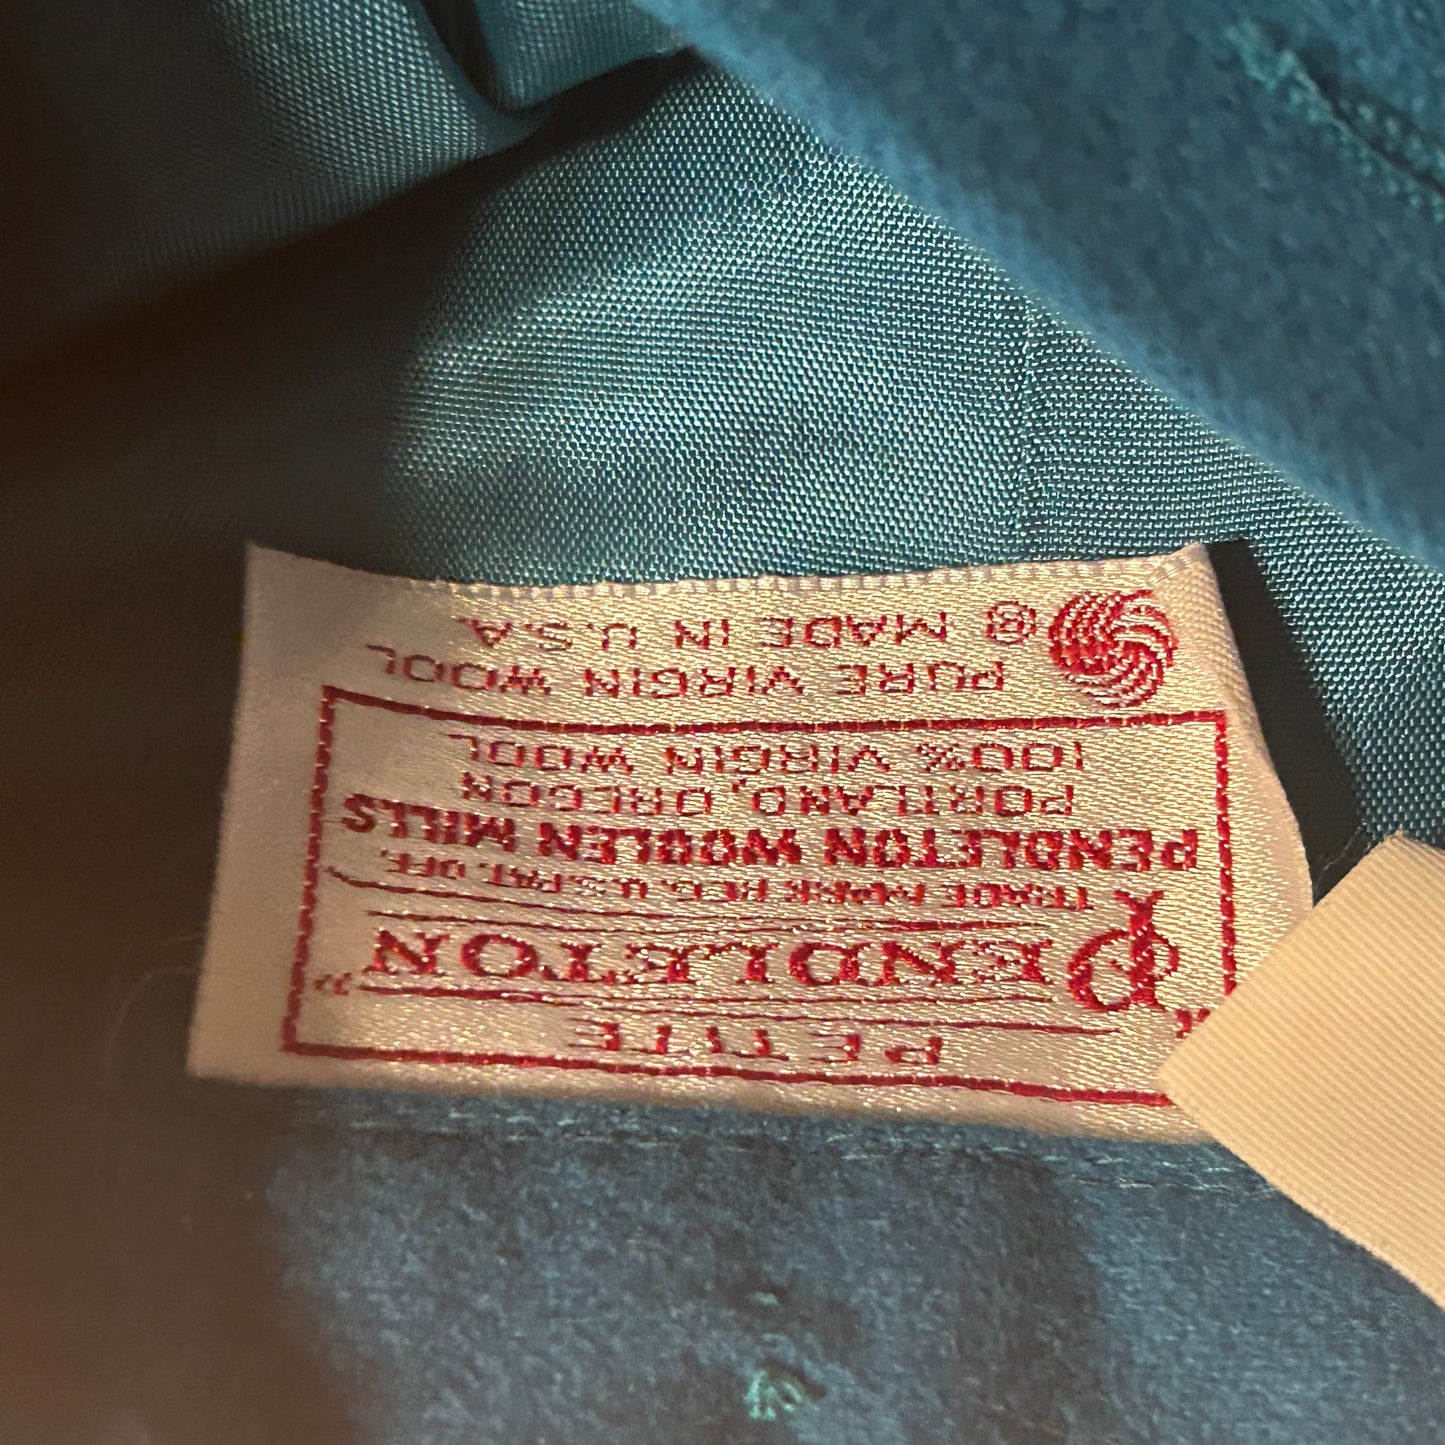 PETITE
"PENDLETON"
TRADE MARK REG. U.S. PAT. OFF.
PENDLETON WOOLEN MILLS
PORTLAND, OREGON
100% VIRGIN WOOL
PURE VIRGIN WOOL
® MADE IN U.S.A.